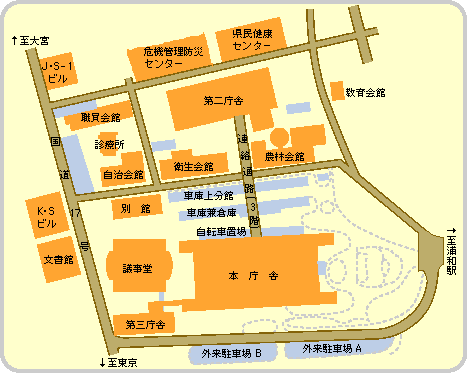 ↑至大宮
J・S-1
ビル
危機管理防災
センター
県民健康
センター
職員会館
第二庁舎
教育会館
診療所
連絡通路(3階)
国道17号
自治会館
衛生会館
農林会館
K・S
ビル
別館
車庫上分館
車庫兼倉庫
自転車置場
文書館
議事堂
本庁舎
↑至浦和駅
第三庁舎
外来駐車場 B
外来駐車場 A
↓至東京